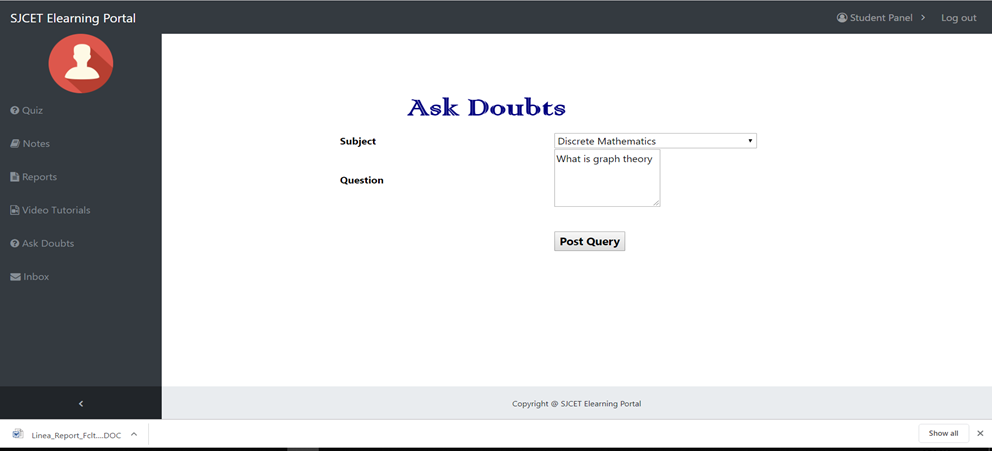 SJCET Elearning Portal
Student Panel
Log out
Quiz
Notes
Reports
Video Tutorials
Ask Doubts
Inbox
Ask Doubts
Subject
Discrete Mathematics
Question
What is graph theory
Post Query
Copyright @ SJCET Elearning Portal
Linea_Report_Fclt....DOC
Show all